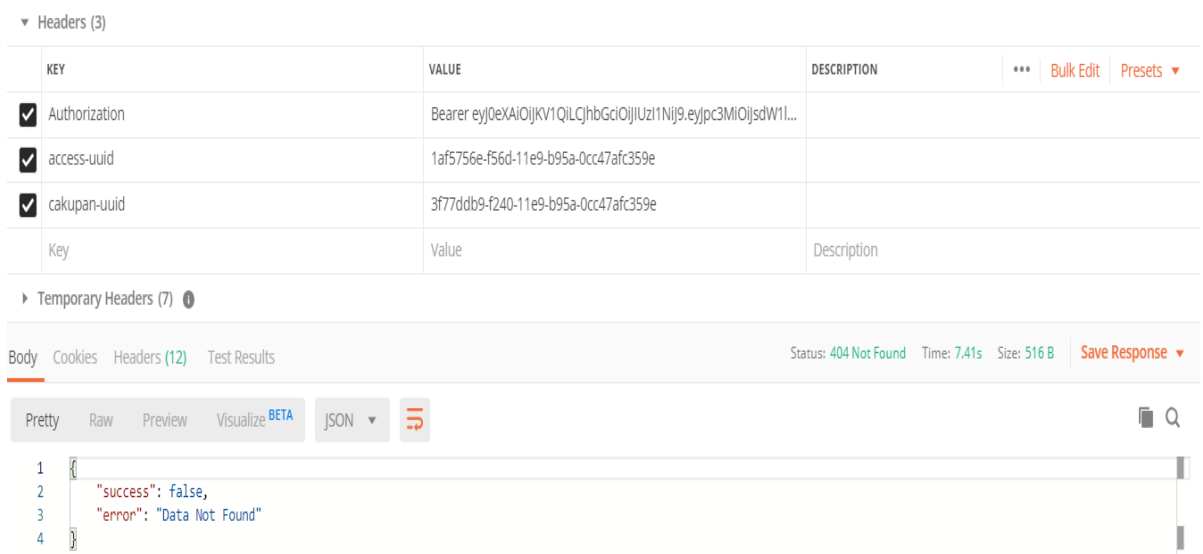 Headers (3)
KEY VALUE DESCRIPTION ••• Bulk Edit Presets
Authorization Bearer eyJ0eXAiOiJKV1QiLCJhbGciOiJIUzI1NiJ9.eyJpc3MiOiJsdW1l...
access-uuid 1af5756e-f56d-11e9-b95a-0cc47afc359e
cakupan-uuid 3f77ddb9-f240-11e9-b95a-0cc47afc359e
Key Value Description
Temporary Headers (7)
Body Cookies Headers (12) Test Results Status: 404 Not Found Time: 7.41s Size: 516 B Save Response
Pretty Raw Preview Visualize BETA JSON
1 {
2 "success": false,
3 "error": "Data Not Found"
4 }